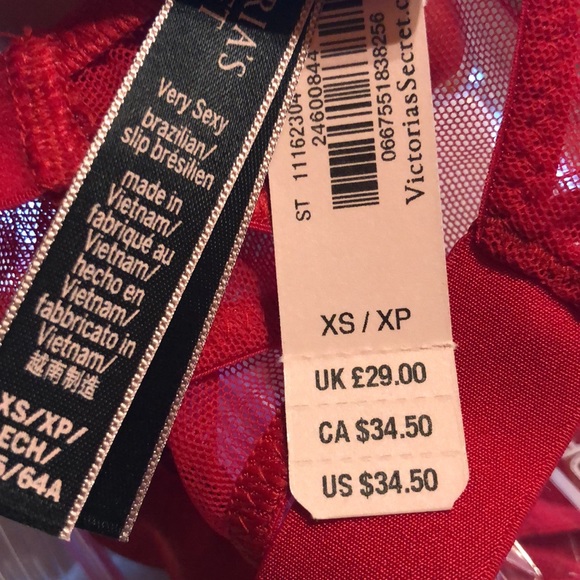 Very Sexy
brazilian/
slip brésilien
made in
Vietnam/
fabriqué au
Vietnam/
hecho en
Vietnam/
fabbricato in
Vietnam/
越南制造
XS/XP/
ECH/
/64A
ST 11162304
24600844
0667551838256
VictoriasSecret.c
XS / XP
UK £29.00
CA $34.50
US $34.50